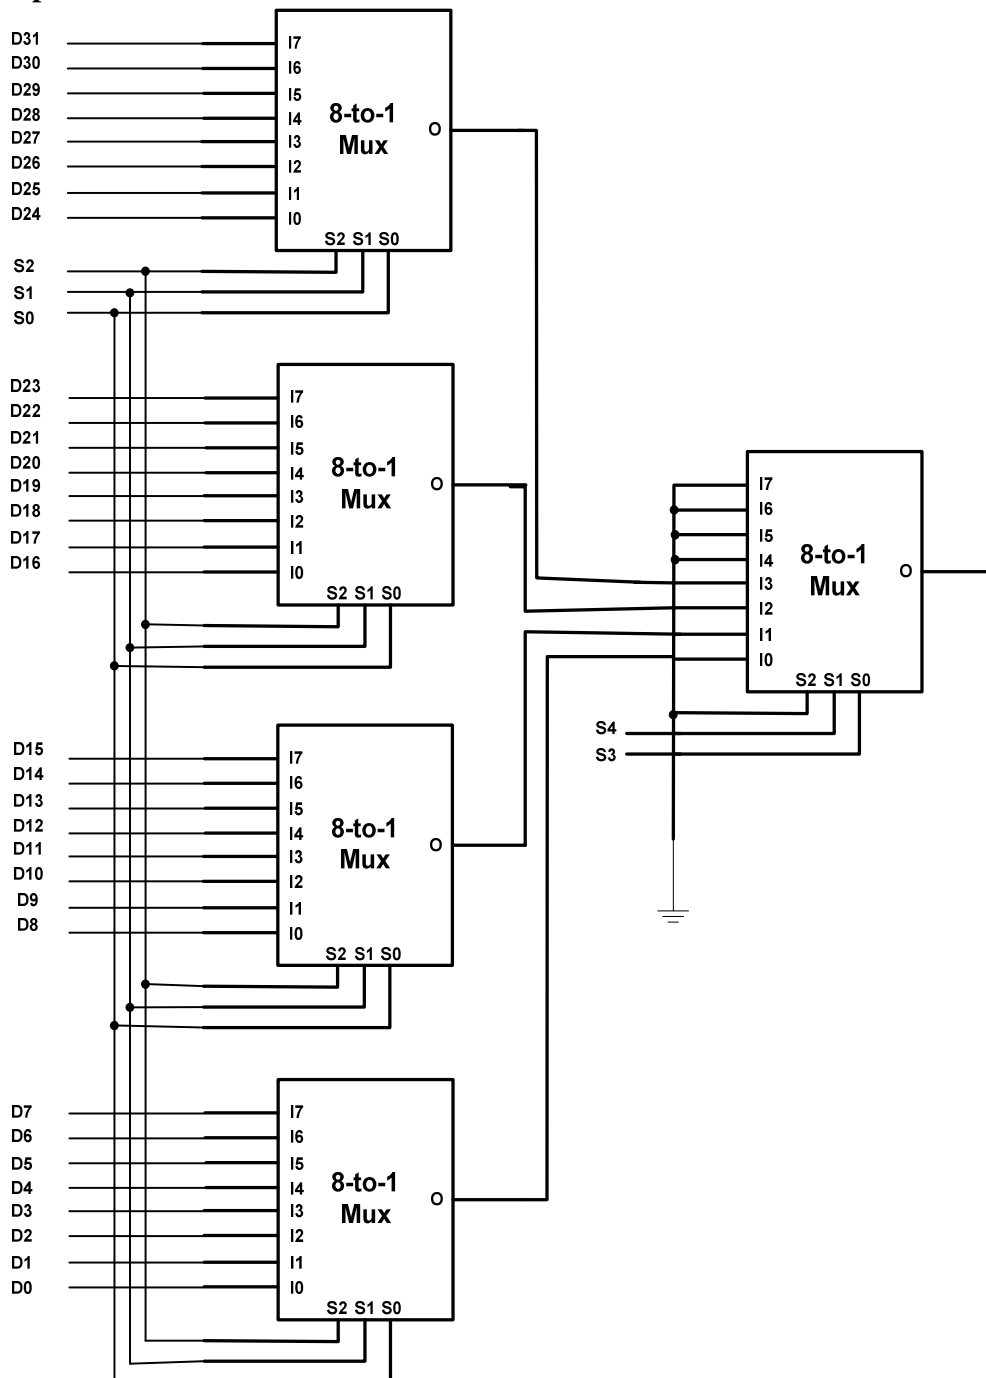 D31
I7
D30
I6
D29
I5
D28
I4
8-to-1
Mux
O
D27
I3
D26
I2
D25
I1
D24
I0
S2 S1 S0
S2
S1
S0
D23
I7
D22
I6
D21
I5
D20
I4
8-to-1
Mux
O
D19
I3
D18
I2
D17
I1
D16
I0
S2 S1 S0
I7
I6
I5
I4
8-to-1
Mux
O
I3
I2
I1
I0
S2 S1 S0
S4
S3
D15
I7
D14
I6
D13
I5
D12
I4
8-to-1
Mux
O
D11
I3
D10
I2
D9
I1
D8
I0
S2 S1 S0
D7
I7
D6
I6
D5
I5
D4
I4
8-to-1
Mux
O
D3
I3
D2
I2
D1
I1
D0
I0
S2 S1 S0